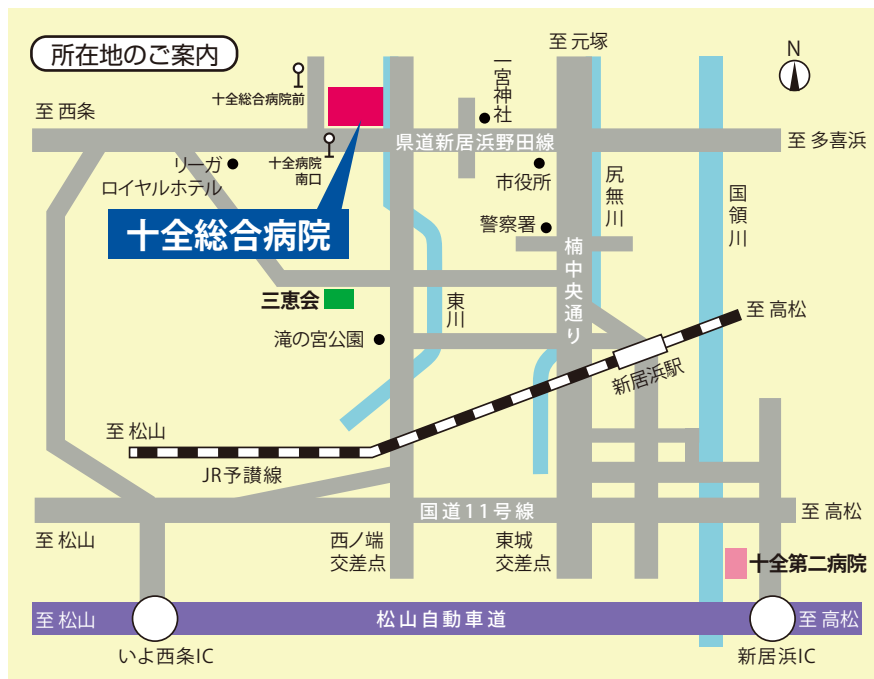 所在地のご案内
至 元塚
N
一宮神社
十全総合病院前
至 西条
県道新居浜野田線
至 多喜浜
リーガ
ロイヤルホテル
十全病院
南口
市役所
尻無川
国領川
警察署
十全総合病院
楠中央通り
三恵会
東川
至 高松
滝の宮公園
新居浜駅
至 松山
JR予讃線
国道11号線
至 高松
至 松山
西ノ端
交差点
東城
交差点
十全第二病院
至 松山
松山自動車道
至 高松
いよ西条IC
新居浜IC